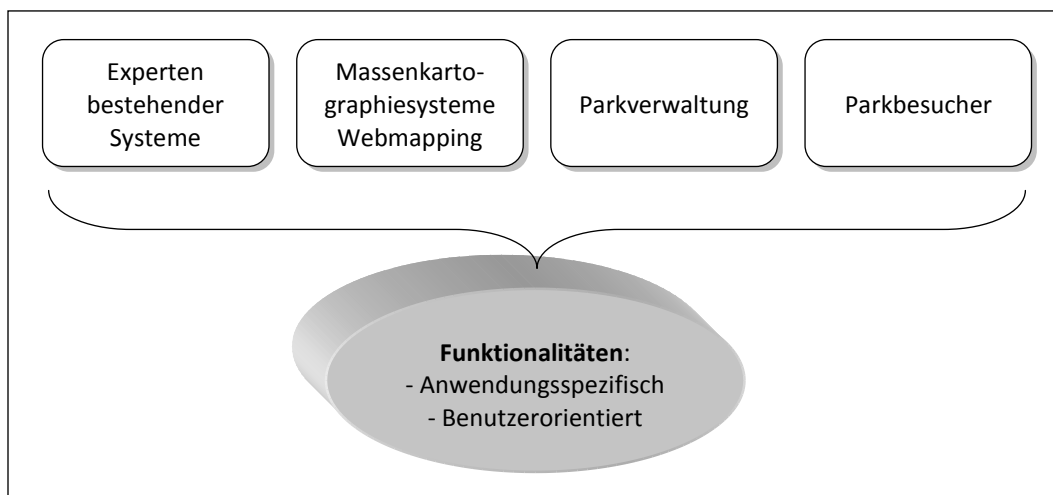 Experten
bestehender
Systeme
Massenkarto-
graphiesysteme
Webmapping
Parkverwaltung
Parkbesucher
Funktionalitäten:
- Anwendungsspezifisch
- Benutzerorientiert